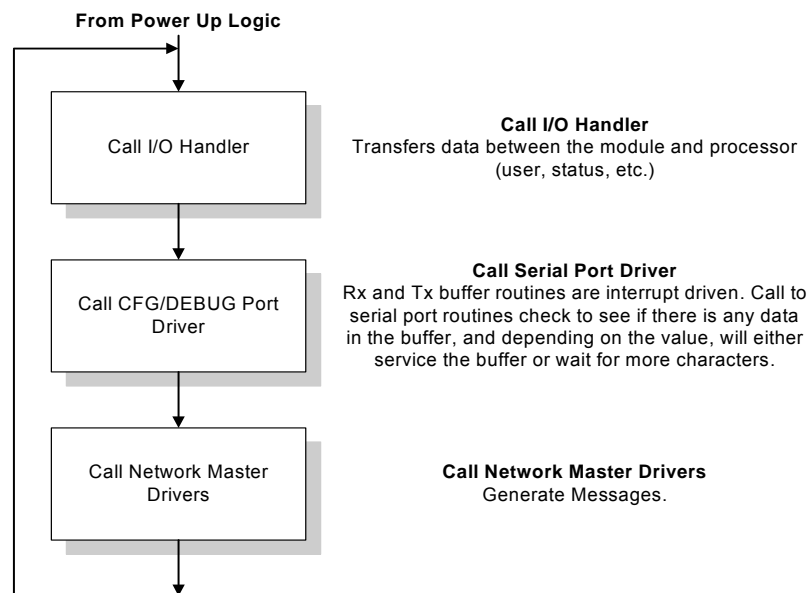 From Power Up Logic
Call I/O Handler
Call I/O Handler
Transfers data between the module and processor
(user, status, etc.)
Call CFG/DEBUG Port
Driver
Call Serial Port Driver
Rx and Tx buffer routines are interrupt driven. Call to
serial port routines check to see if there is any data
in the buffer, and depending on the value, will either
service the buffer or wait for more characters.
Call Network Master
Drivers
Call Network Master Drivers
Generate Messages.